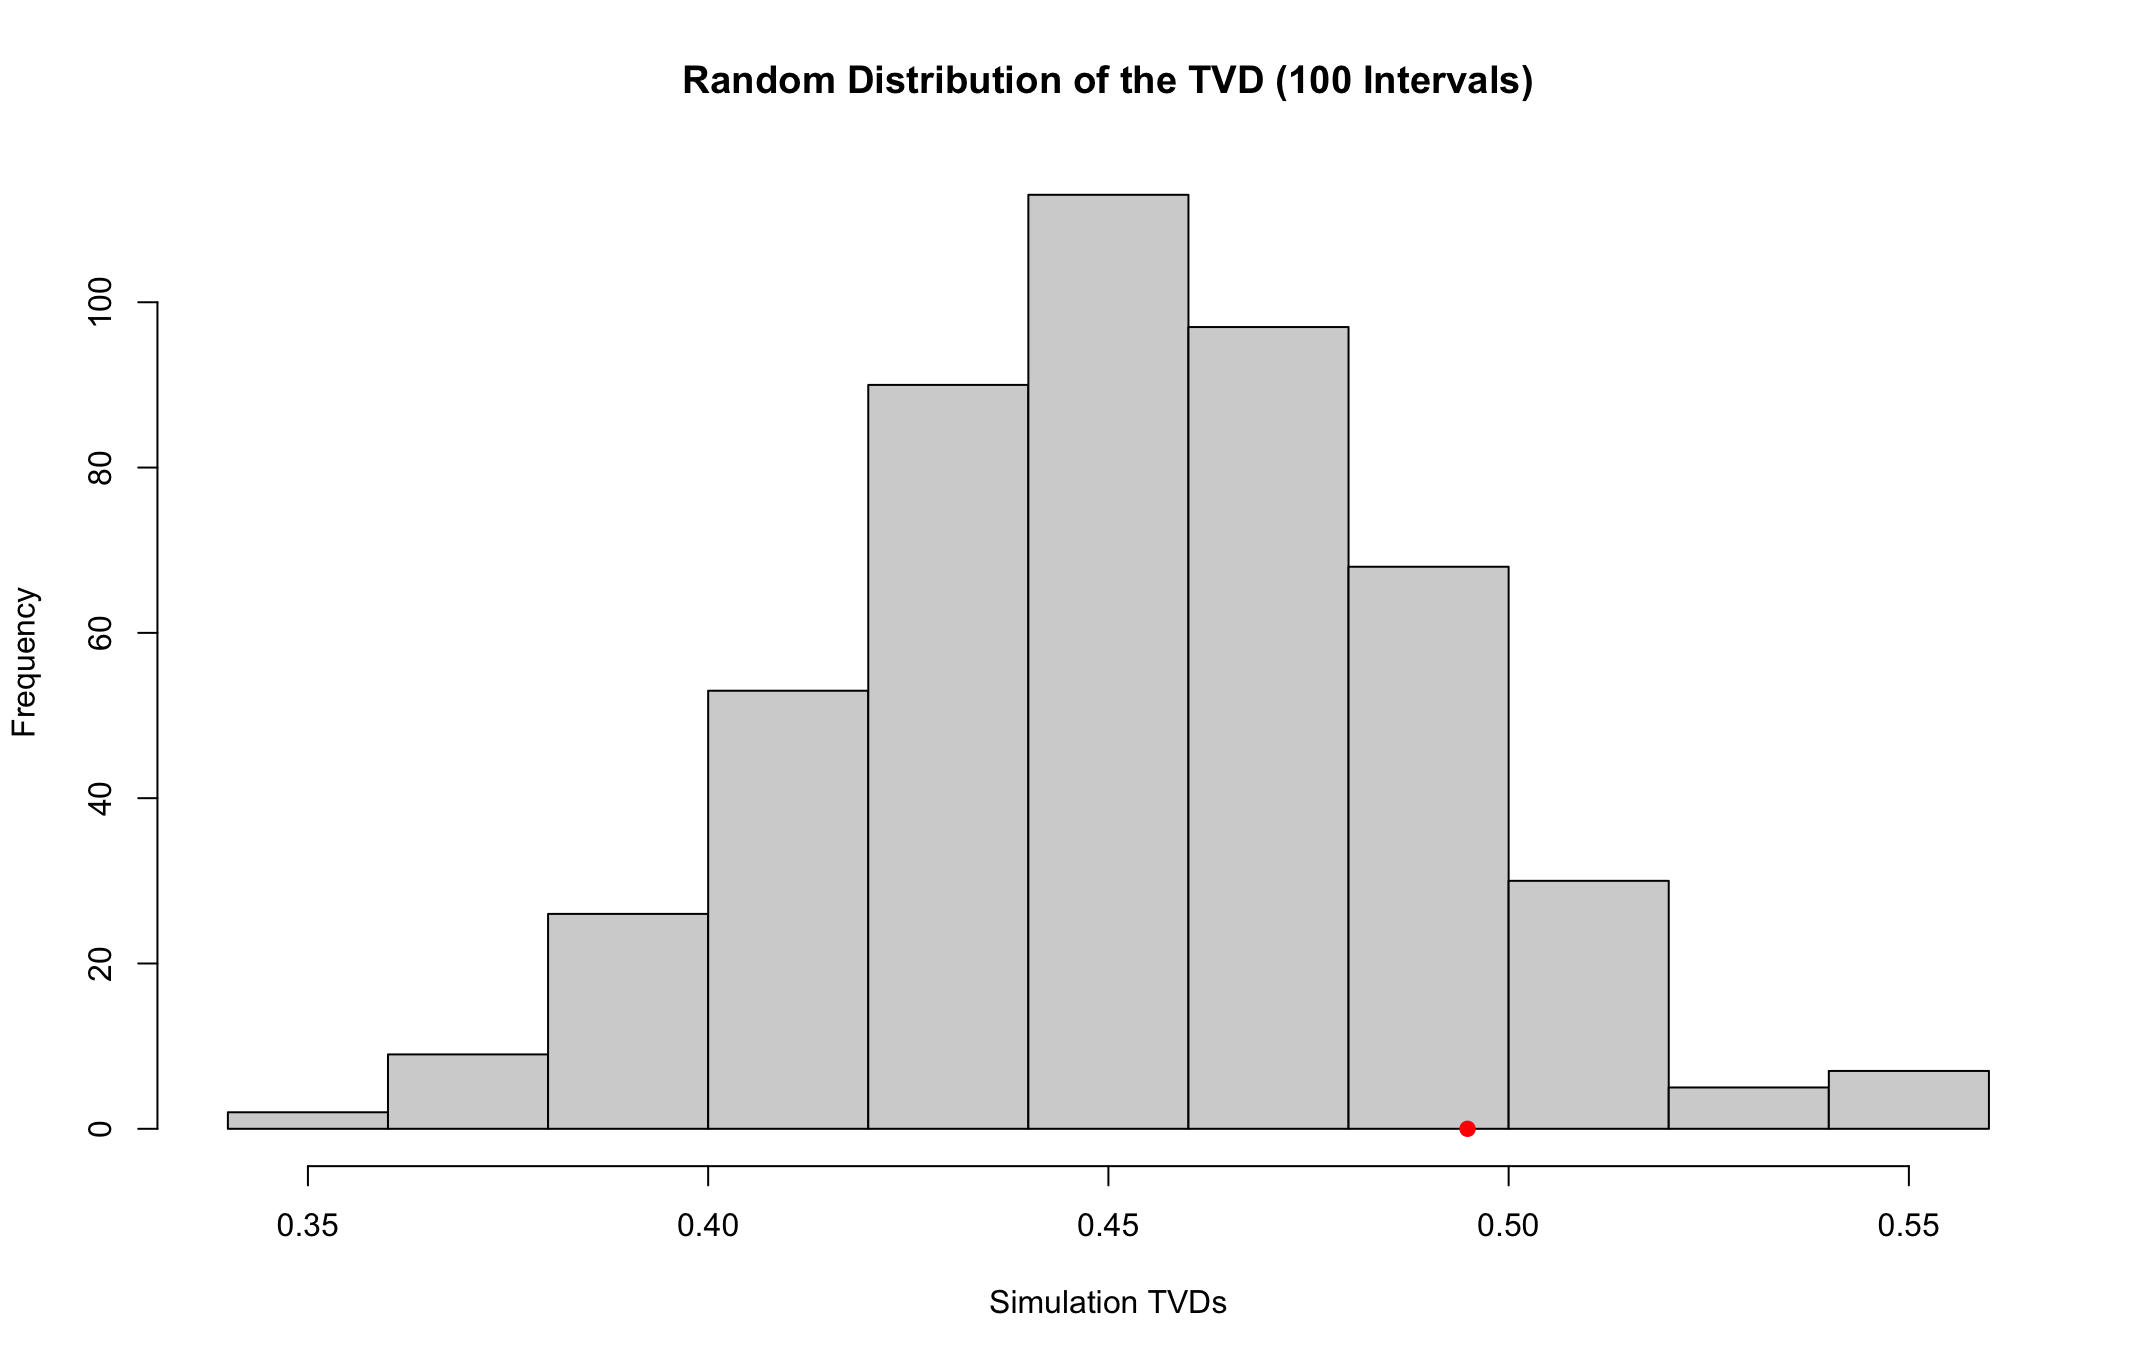 Random Distribution of the TVD (100 Intervals)
Frequency
100
80
60
40
20
0
0.35 0.40 0.45 0.50 0.55
Simulation TVDs